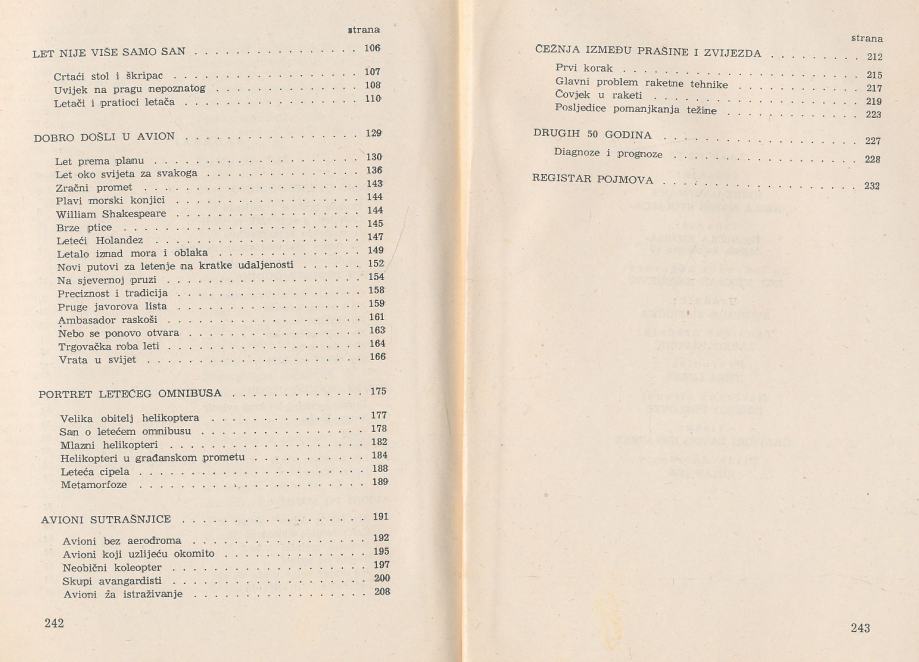 strana
LET NIJE VIŠE SAMO SAN . . . . . . . . . . . . . . . . 106
Crtaći stol i škripac . . . . . . . . . . . . . . . . 107
Uvijek na pragu nepoznatog . . . . . . . . . . . . . 108
Letači i pratioci letača . . . . . . . . . . . . . . . 110
DOBRO DOŠLI U AVION . . . . . . . . . . . . . . . . 129
Let prema planu . . . . . . . . . . . . . . . . . . 130
Let oko svijeta za svakoga . . . . . . . . . . . . . . 136
Zračni promet . . . . . . . . . . . . . . . . . . . 143
Plavi morski konjici . . . . . . . . . . . . . . . . 144
William Shakespeare . . . . . . . . . . . . . . . . 144
Brze ptice . . . . . . . . . . . . . . . . . . . . 145
Leteći Holandez . . . . . . . . . . . . . . . . . . 147
Letalo iznad mora i oblaka . . . . . . . . . . . . . 149
Novi putovi za letenje na kratke udaljenosti . . . . . . 152
Na sjevernoj pruzi . . . . . . . . . . . . . . . . . 154
Preciznost i tradicija . . . . . . . . . . . . . . . . 158
Pruge javorova lista . . . . . . . . . . . . . . . . 159
Ambasador raskoši . . . . . . . . . . . . . . . . . 161
Nebo se ponovo otvara . . . . . . . . . . . . . . . 163
Trgovačka roba leti . . . . . . . . . . . . . . . . . 164
Vrata u svijet . . . . . . . . . . . . . . . . . . . 166
PORTRET LETEĆEG OMNIBUSA . . . . . . . . . . . . 175
Velika obitelj helikoptera . . . . . . . . . . . . . . 177
San o letećem omnibusu . . . . . . . . . . . . . . . 178
Mlazni helikopteri . . . . . . . . . . . . . . . . . 182
Helikopteri u građanskom prometu . . . . . . . . . . 184
Leteća cipela . . . . . . . . . . . . . . . . . . . 188
Metamorfoze . . . . . . . . . . . . . . . . . . . 189
AVIONI SUTRAŠNJICE . . . . . . . . . . . . . . . . 191
Avioni bez aerodroma . . . . . . . . . . . . . . . . 192
Avioni koji uzlijeću okomito . . . . . . . . . . . . . 195
Neobični koleopter . . . . . . . . . . . . . . . . . 197
Skupi avangardisti . . . . . . . . . . . . . . . . . 200
Avioni za istraživanje . . . . . . . . . . . . . . . 208
242
strana
ČEŽNJA IZMEĐU PRAŠINE I ZVIJEZDA . . . . . . . . 212
Prvi korak . . . . . . . . . . . . . . . . . . . . 215
Glavni problem raketne tehnike . . . . . . . . . . . 217
Čovjek u raketi . . . . . . . . . . . . . . . . . . 219
Posljedice pomanjkanja težine . . . . . . . . . . . . 223
DRUGIH 50 GODINA . . . . . . . . . . . . . . . . . 227
Diagnoze i prognoze . . . . . . . . . . . . . . . . 228
REGISTAR POJMOVA . . . . . . . . . . . . . . . . . 232
243